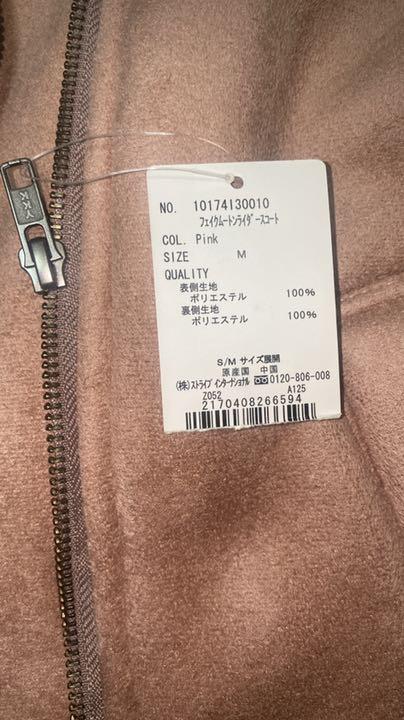 YKK
NO. 10174I30010
フェイクムートンライダースコート
COL. Pink
SIZE M
QUALITY
表側生地
ポリエステル 100%
裏側生地
ポリエステル 100%
S/M サイズ展開
原産国 中国
(株)ストライプインターナショナル 0120-806-008
Z052 A125
2170408266594